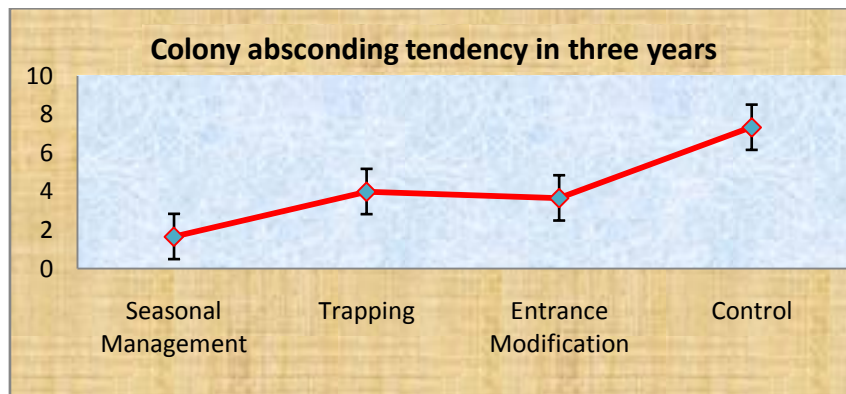 Colony absconding tendency in three years
10
8
6
4
2
0
Seasonal
Management
Trapping
Entrance
Modification
Control